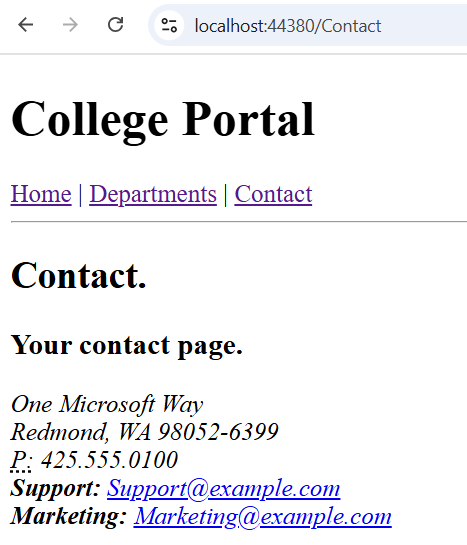 localhost:44380/Contact
College Portal
Home | Departments | Contact
Contact.
Your contact page.
One Microsoft Way
Redmond, WA 98052-6399
P: 425.555.0100
Support: Support@example.com
Marketing: Marketing@example.com